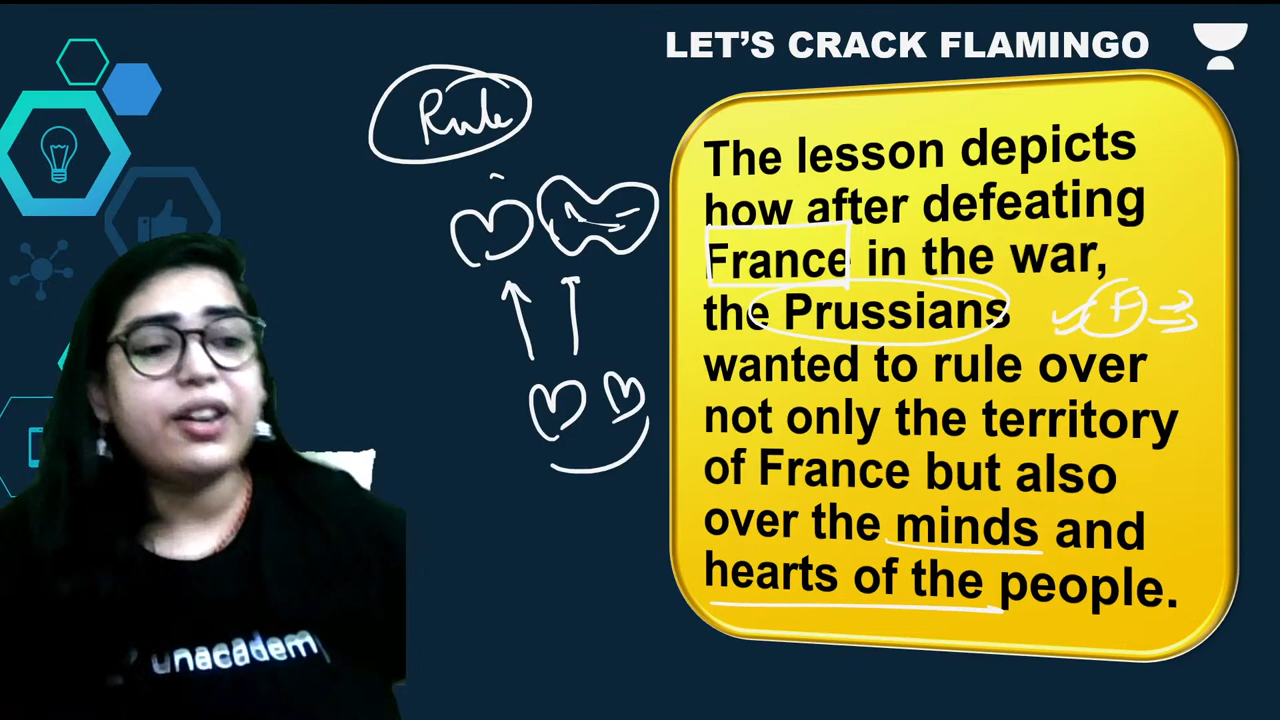 LET'S CRACK FLAMINGO
Rule
The lesson depicts
how after defeating
France in the war,
the Prussians
F
wanted to rule over
not only the territory
of France but also
over the minds and
hearts of the people.
unacademy